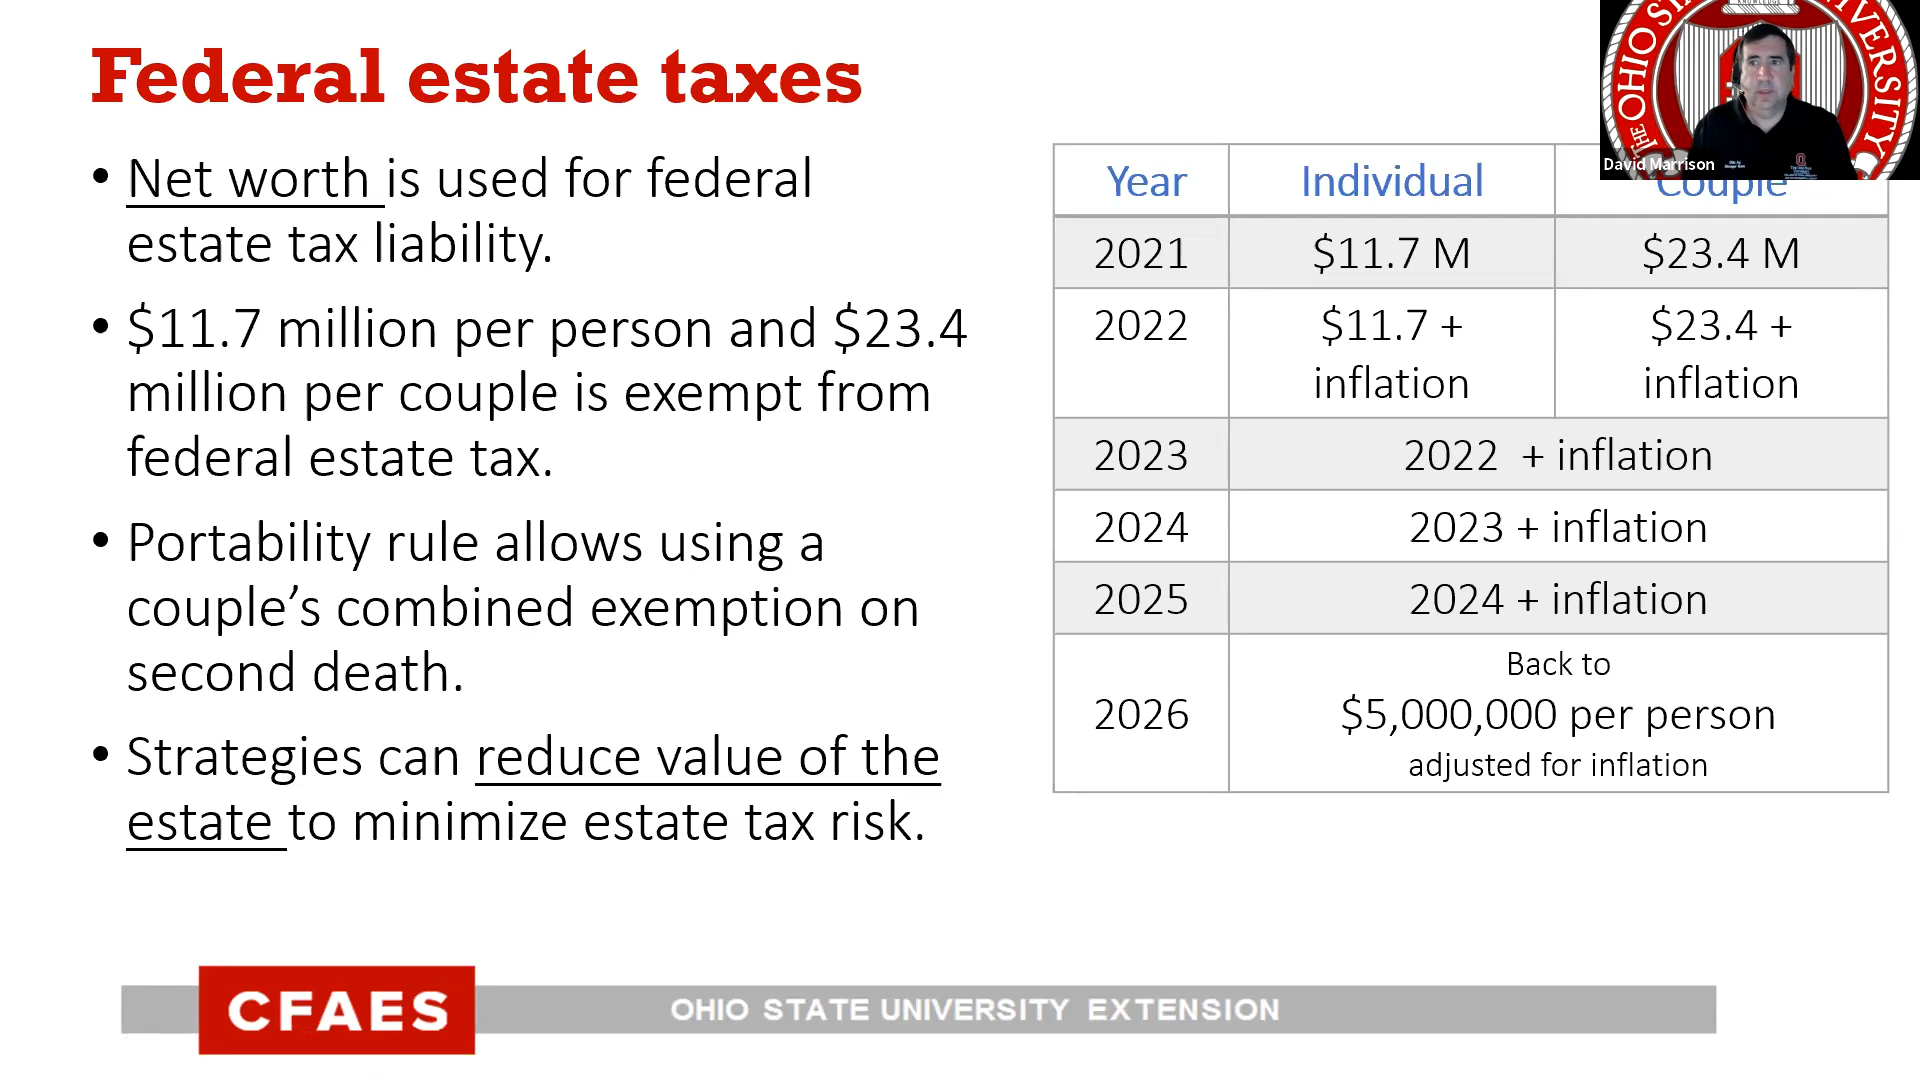 Federal estate taxes
• Net worth is used for federal
estate tax liability.
• $11.7 million per person and $23.4
million per couple is exempt from
federal estate tax.
• Portability rule allows using a
couple’s combined exemption on
second death.
• Strategies can reduce value of the
estate to minimize estate tax risk.
THE OHIO STATE UNIVERSITY
David Marrison
Year Individual Couple
2021 $11.7 M $23.4 M
2022 $11.7 + $23.4 +
inflation inflation
2023 2022 + inflation
2024 2023 + inflation
2025 2024 + inflation
Back to
2026 $5,000,000 per person
adjusted for inflation
CFAES
OHIO STATE UNIVERSITY EXTENSION